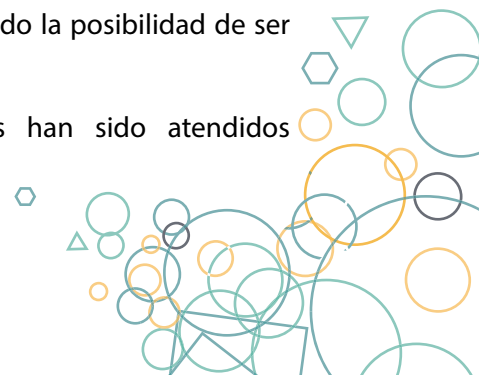 do la posibilidad de ser
han sido atendidos